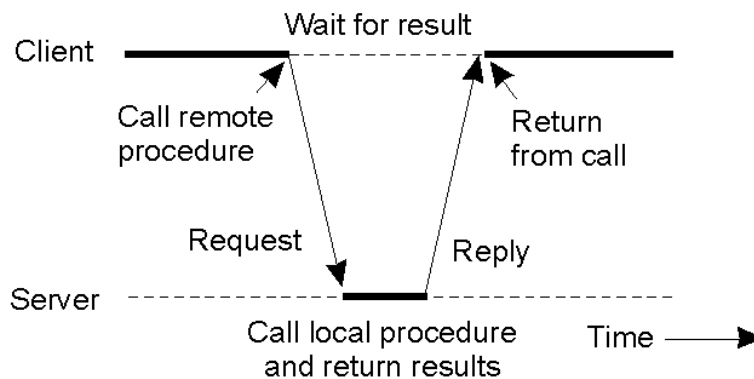 Wait for result
Client
Call remote
procedure
Return
from call
Request
Reply
Server
Call local procedure
and return results
Time